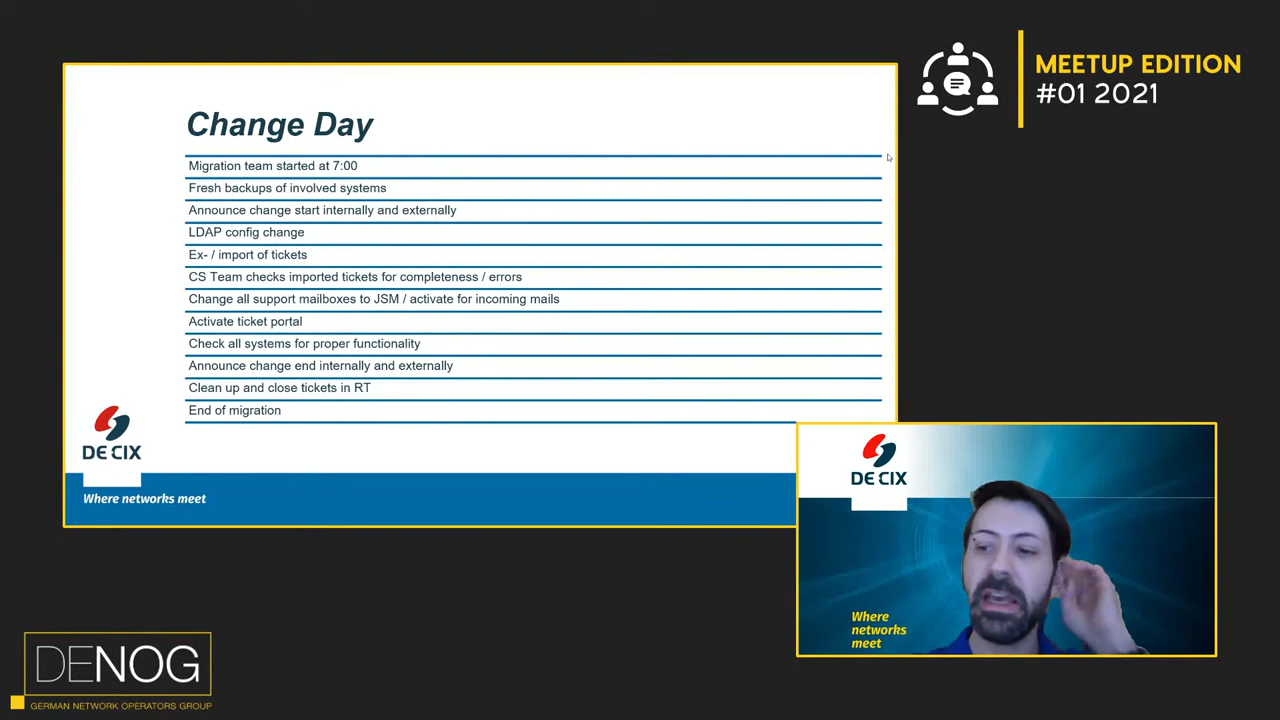 MEETUP EDITION
#01 2021
Change Day
Migration team started at 7:00
Fresh backups of involved systems
Announce change start internally and externally
LDAP config change
Ex- / import of tickets
CS Team checks imported tickets for completeness / errors
Change all support mailboxes to JSM / activate for incoming mails
Activate ticket portal
Check all systems for proper functionality
Announce change end internally and externally
Clean up and close tickets in RT
End of migration
DE CIX
Where networks meet
DE CIX
Where
networks
meet
DENOG
GERMAN NETWORK OPERATORS GROUP